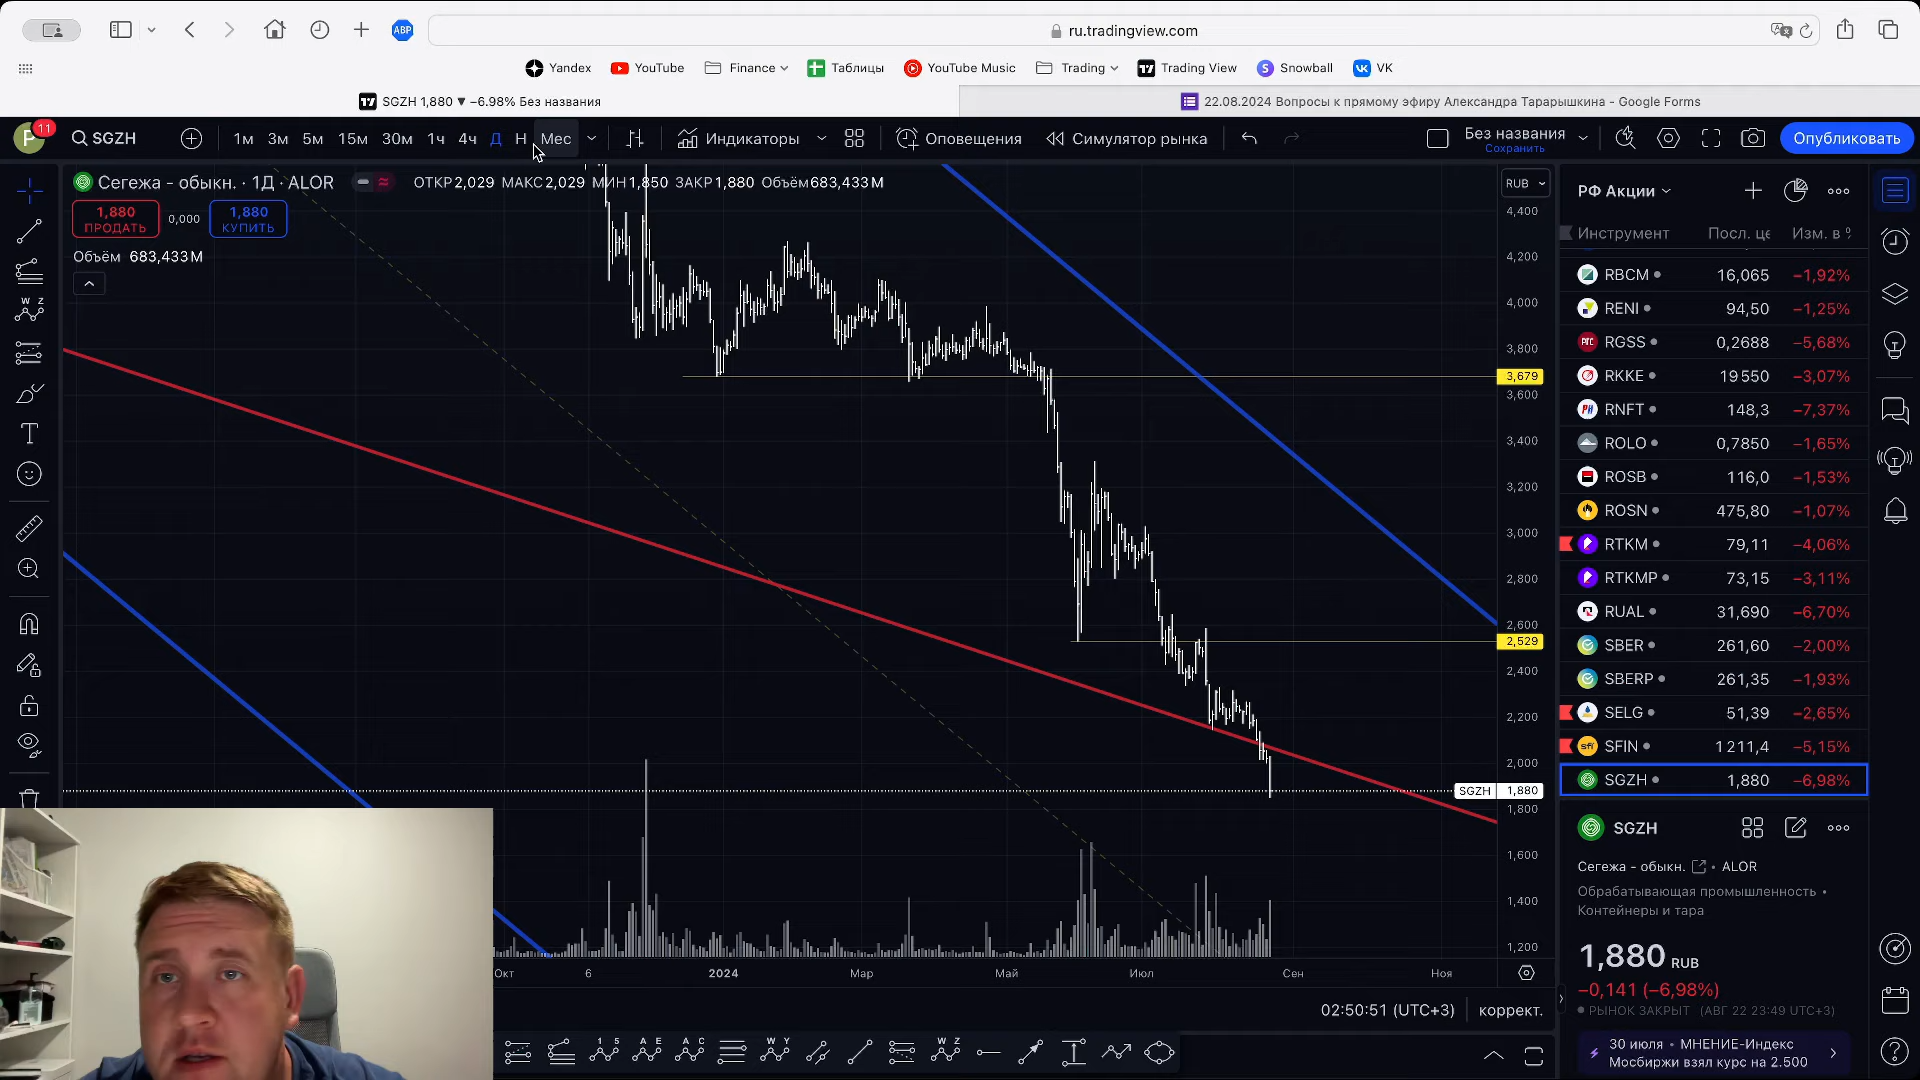 ru.tradingview.com
Yandex YouTube Finance Таблицы YouTube Music Trading Trading View Snowball VK
SGZH 1,880 ▼ −6.98% Без названия
22.08.2024 Вопросы к прямому эфиру Александра Тарарышкина - Google Forms
11 SGZH 1м 3м 5м 15м 30м 1ч 4ч Д Н Мес Индикаторы Оповещения Симулятор рынка Без названия Сохранить Опубликовать
Сегежа - обыкн. · 1Д · ALOR ОТКР2,029 МАКС2,029 МИН1,850 ЗАКР1,880 Объём683,433M
1,880 ПРОДАТЬ 0,000 1,880 КУПИТЬ
Объём 683,433M
RUB
4,400
4,200
4,000
3,800
3,679
3,600
3,400
3,200
3,000
2,800
2,600
2,529
2,400
2,200
2,000
SGZH 1,880
1,800
1,600
1,400
1,200
Окт 6 2024 Мар Май Июл Сен Ноя
02:50:51 (UTC+3) коррект.
РФ Акции
Инструмент Посл. це Изм. в %
RBCM 16,065 −1,92%
RENI 94,50 −1,25%
RGSS 0,2688 −5,68%
RKKE 19 550 −3,07%
RNFT 148,3 −7,37%
ROLO 0,7850 −1,65%
ROSB 116,0 −1,53%
ROSN 475,80 −1,07%
RTKM 79,11 −4,06%
RTKMP 73,15 −3,11%
RUAL 31,690 −6,70%
SBER 261,60 −2,00%
SBERP 261,35 −1,93%
SELG 51,39 −2,65%
SFIN 1 211,4 −5,15%
SGZH 1,880 −6,98%
SGZH
Сегежа - обыкн. • ALOR
Обрабатывающая промышленность •
Контейнеры и тара
1,880 RUB
−0,141 (−6,98%)
РЫНОК ЗАКРЫТ (АВГ 22 23:49 UTC+3)
30 июля • МНЕНИЕ-Индекс
Мосбиржи взял курс на 2.500